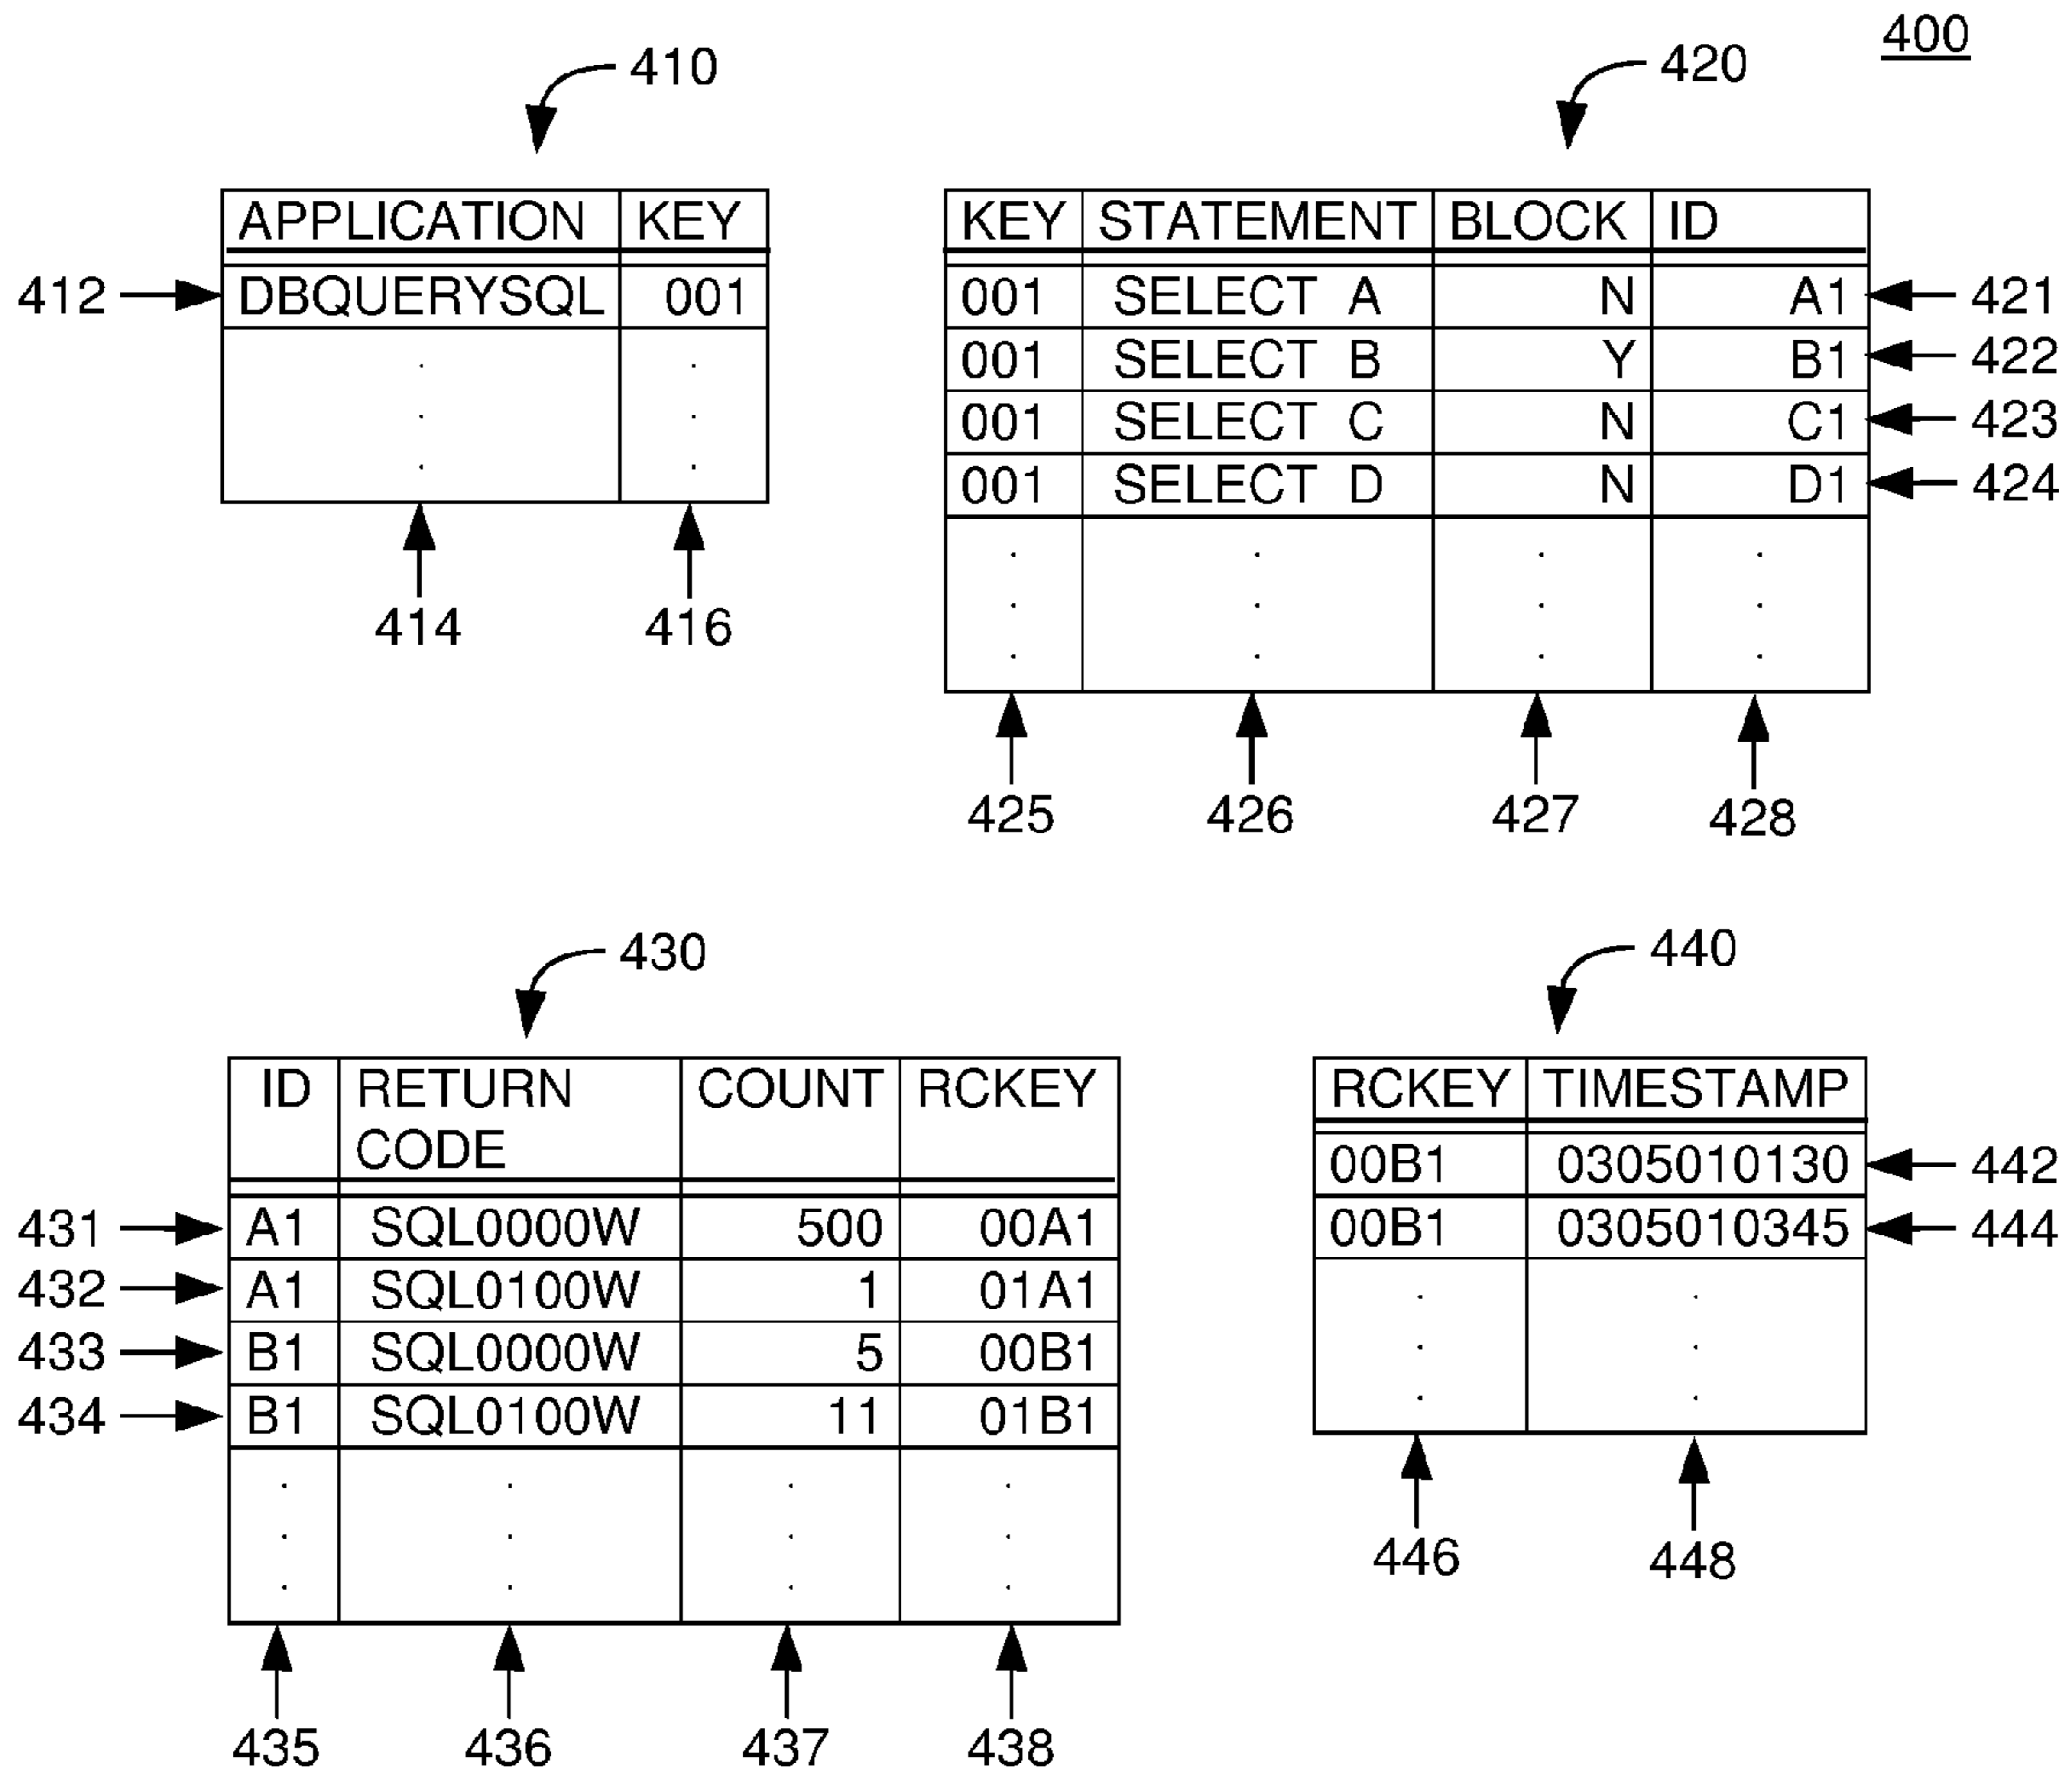 400
410
420
APPLICATION KEY
412 DBQUERYSQL 001
414 416
KEY STATEMENT BLOCK ID
001 SELECT A N A1 421
001 SELECT B Y B1 422
001 SELECT C N C1 423
001 SELECT D N D1 424
425 426 427 428
430
440
ID RETURN COUNT RCKEY
CODE
431 A1 SQL0000W 500 00A1
432 A1 SQL0100W 1 01A1
433 B1 SQL0000W 5 00B1
434 B1 SQL0100W 11 01B1
435 436 437 438
RCKEY TIMESTAMP
00B1 0305010130 442
00B1 0305010345 444
446 448